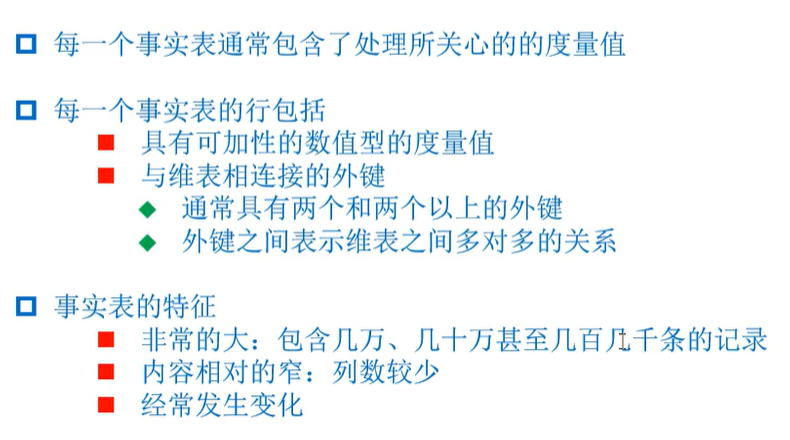 每一个事实表通常包含了处理所关心的的度量值
每一个事实表的行包括
具有可加性的数值型的度量值
与维表相连接的外键
通常具有两个和两个以上的外键
外键之间表示维表之间多对多的关系
事实表的特征
非常的大：包含几万、几十万甚至几百几千条的记录
内容相对的窄：列数较少
经常发生变化